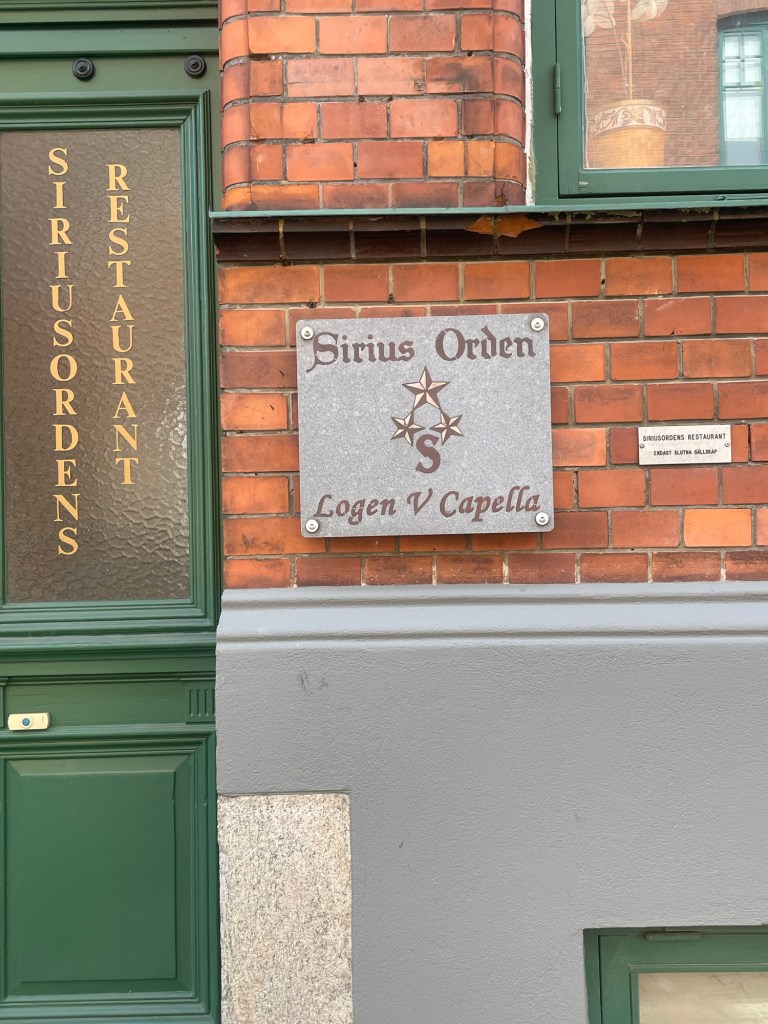 SIRIUSORDENS
RESTAURANT
Sirius Orden
S
Logen V Capella
SIRIUSORDENS RESTAURANT
ENDAST SLUTNA SÄLLSKAP